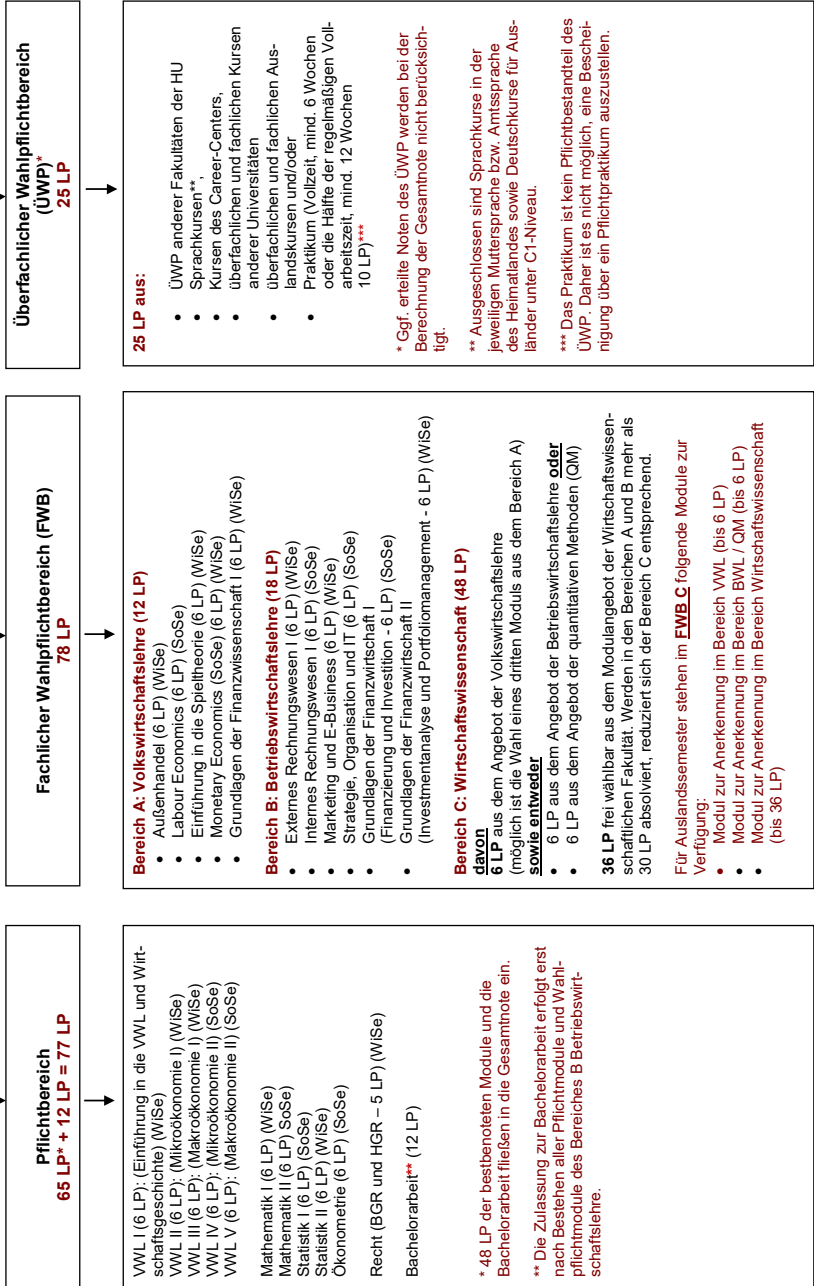 Pflichtbereich
65 LP* + 12 LP = 77 LP
VWL I (6 LP): (Einführung in die VWL und Wirt-
schaftsgeschichte) (WiSe)
VWL II (6 LP): (Mikroökonomie I) (WiSe)
VWL III (6 LP): (Makroökonomie I) (WiSe)
VWL IV (6 LP): (Mikroökonomie II) (SoSe)
VWL V (6 LP): (Makroökonomie II) (SoSe)
Mathematik I (6 LP) (WiSe)
Mathematik II (6 LP) SoSe)
Statistik I (6 LP) (SoSe)
Statistik II (6 LP) (WiSe)
Ökonometrie (6 LP) (SoSe)
Recht (BGR und HGR – 5 LP) (WiSe)
Bachelorarbeit** (12 LP)
* 48 LP der bestbenoteten Module und die
Bachelorarbeit fließen in die Gesamtnote ein.
** Die Zulassung zur Bachelorarbeit erfolgt erst
nach Bestehen aller Pflichtmodule und Wahl-
pflichtmodule des Bereiches B Betriebswirt-
schaftslehre.
Fachlicher Wahlpflichtbereich (FWB)
78 LP
Bereich A: Volkswirtschaftslehre (12 LP)
• Außenhandel (6 LP) (WiSe)
• Labour Economics (6 LP) (SoSe)
• Einführung in die Spieltheorie (6 LP) (WiSe)
• Monetary Economics (SoSe) (6 LP) (WiSe)
• Grundlagen der Finanzwissenschaft I (6 LP) (WiSe)
Bereich B: Betriebswirtschaftslehre (18 LP)
• Externes Rechnungswesen I (6 LP) (WiSe)
• Internes Rechnungswesen I (6 LP) (SoSe)
• Marketing und E-Business (6 LP) (WiSe)
• Strategie, Organisation und IT (6 LP) (SoSe)
• Grundlagen der Finanzwirtschaft I
(Finanzierung und Investition - 6 LP) (SoSe)
• Grundlagen der Finanzwirtschaft II
(Investmentanalyse und Portfoliomanagement - 6 LP) (WiSe)
Bereich C: Wirtschaftswissenschaft (48 LP)
davon
6 LP aus dem Angebot der Volkswirtschaftslehre
(möglich ist die Wahl eines dritten Moduls aus dem Bereich A)
sowie entweder
• 6 LP aus dem Angebot der Betriebswirtschaftslehre oder
• 6 LP aus dem Angebot der quantitativen Methoden (QM)
36 LP frei wählbar aus dem Modulangebot der Wirtschaftswissen-
schaftlichen Fakultät. Werden in den Bereichen A und B mehr als
30 LP absolviert, reduziert sich der Bereich C entsprechend.
Für Auslandssemester stehen im FWB C folgende Module zur
Verfügung:
• Modul zur Anerkennung im Bereich VWL (bis 6 LP)
• Modul zur Anerkennung im Bereich BWL / QM (bis 6 LP)
• Modul zur Anerkennung im Bereich Wirtschaftswissenschaft
(bis 36 LP)
Überfachlicher Wahlpflichtbereich
(ÜWP)*
25 LP
25 LP aus:
• ÜWP anderer Fakultäten der HU
• Sprachkursen**,
• Kursen des Career-Centers,
• überfachlichen und fachlichen Kursen
anderer Universitäten
• überfachlichen und fachlichen Aus-
landskursen und/oder
• Praktikum (Vollzeit, mind. 6 Wochen
oder die Hälfte der regelmäßigen Voll-
arbeitszeit, mind. 12 Wochen
10 LP)***
* Ggf. erteilte Noten des ÜWP werden bei der
Berechnung der Gesamtnote nicht berücksich-
tigt.
** Ausgeschlossen sind Sprachkurse in der
jeweiligen Muttersprache bzw. Amtssprache
des Heimatlandes sowie Deutschkurse für Aus-
länder unter C1-Niveau.
*** Das Praktikum ist kein Pflichtbestandteil des
ÜWP. Daher ist es nicht möglich, eine Beschei-
nigung über ein Pflichtpraktikum auszustellen.